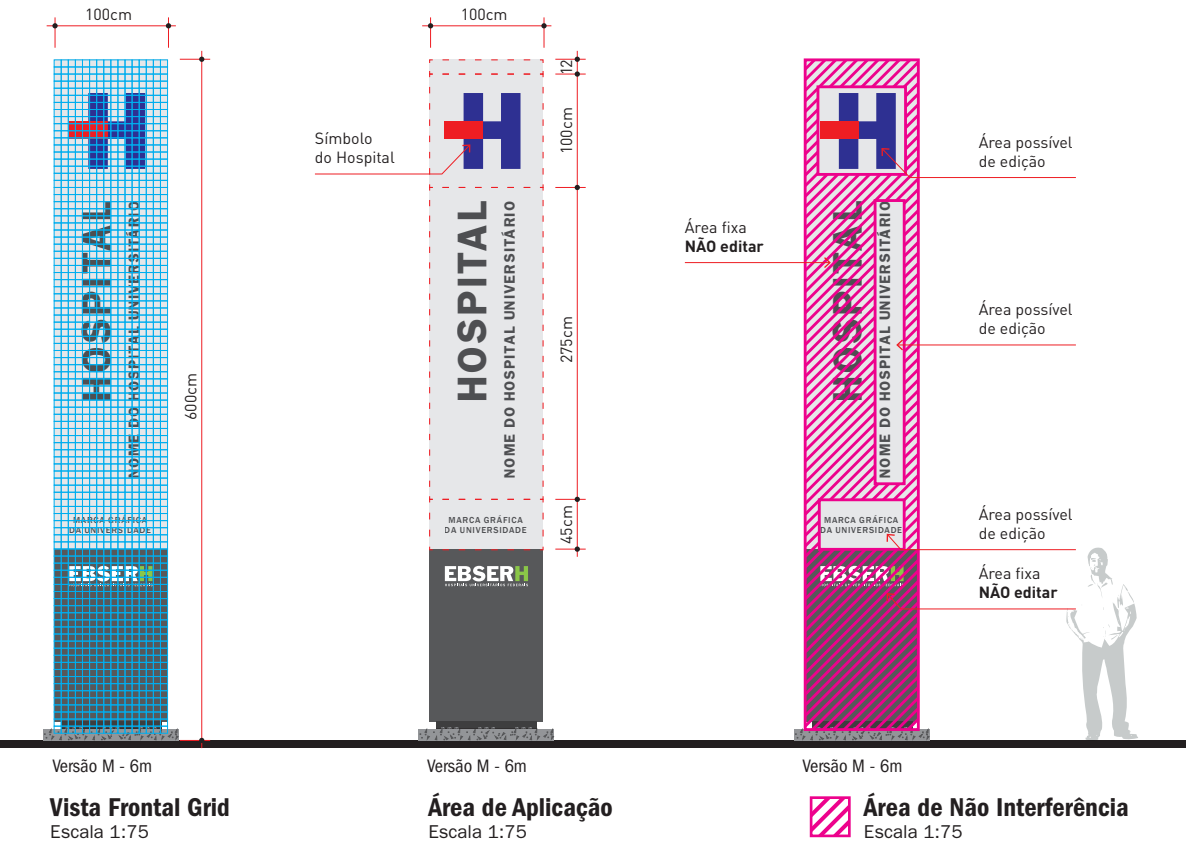 100cm
HOSPITAL
NOME DO HOSPITAL UNIVERSITÁRIO
MARCA GRÁFICA
DA UNIVERSIDADE
EBSERH
600cm
Versão M - 6m
Vista Frontal Grid
Escala 1:75
100cm
12
100cm
275cm
45cm
Símbolo
do Hospital
HOSPITAL
NOME DO HOSPITAL UNIVERSITÁRIO
MARCA GRÁFICA
DA UNIVERSIDADE
EBSERH
HOSPITAIS UNIVERSITÁRIOS FEDERAIS
Versão M - 6m
Área de Aplicação
Escala 1:75
Área fixa
NÃO editar
HOSPITAL
NOME DO HOSPITAL UNIVERSITÁRIO
MARCA GRÁFICA
DA UNIVERSIDADE
EBSERH
Área possível
de edição
Área possível
de edição
Área possível
de edição
Área fixa
NÃO editar
Versão M - 6m
Área de Não Interferência
Escala 1:75